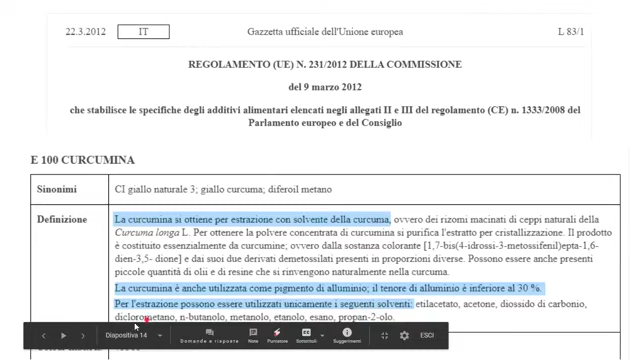 22.3.2012 IT Gazzetta ufficiale dell'Unione europea L 83/1
REGOLAMENTO (UE) N. 231/2012 DELLA COMMISSIONE
del 9 marzo 2012
che stabilisce le specifiche degli additivi alimentari elencati negli allegati II e III del regolamento (CE) n. 1333/2008 del
Parlamento europeo e del Consiglio
E 100 CURCUMINA
Sinonimi CI giallo naturale 3; giallo curcuma; diferoil metano
Definizione La curcumina si ottiene per estrazione con solvente della curcuma, ovvero dei rizomi macinati di ceppi naturali della
Curcuma longa L. Per ottenere la polvere concentrata di curcumina si purifica l'estratto per cristallizzazione. Il prodotto
è costituito essenzialmente da curcumine; ovvero dalla sostanza colorante [1,7-bis(4-idrossi-3-metossifenil)epta-1,6-
dien-3,5- dione] e dai suoi due derivati demetossilati presenti in proporzioni diverse. Possono essere anche presenti
piccole quantità di olii e di resine che si rinvengono naturalmente nella curcuma.
La curcumina è anche utilizzata come pigmento di alluminio; il tenore di alluminio è inferiore al 30 %.
Per l'estrazione possono essere utilizzati unicamente i seguenti solventi: etilacetato, acetone, diossido di carbonio,
diclorometano, n-butanolo, metanolo, etanolo, esano, propan-2-olo.
Diapositiva 14 Domande e risposte Note Puntatore Sottotitoli Suggerimenti ESCI